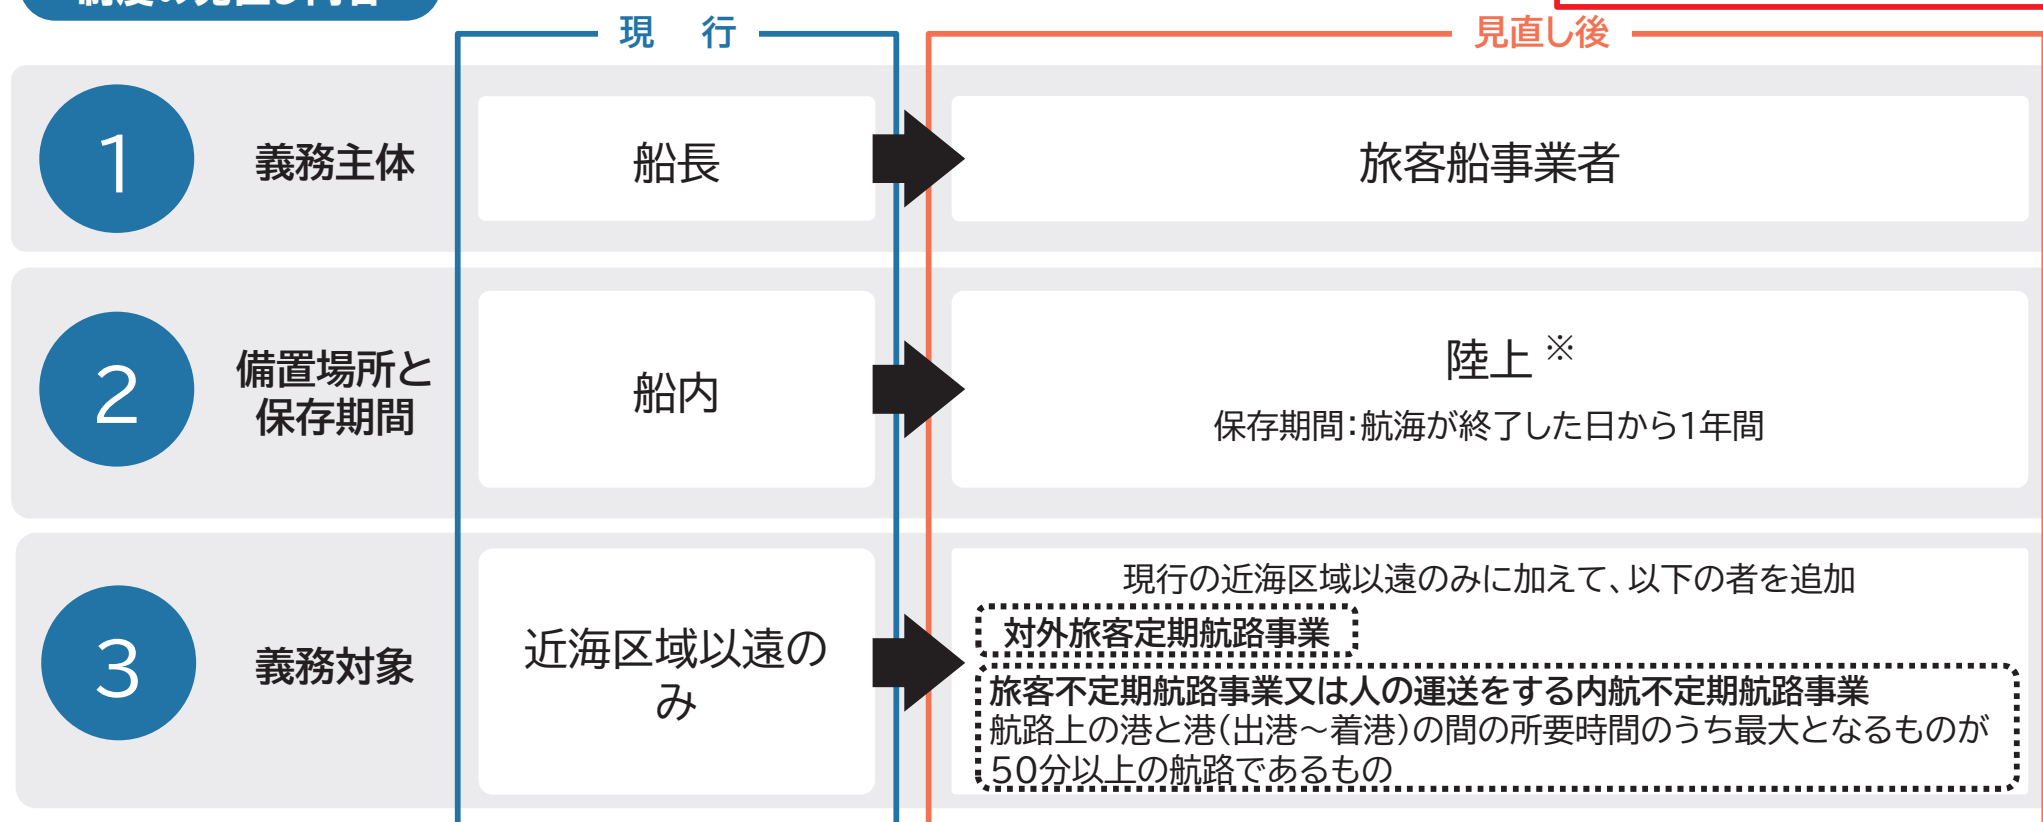 制度の見直し内容
現 行
見直し後
1
義務主体
船長
旅客船事業者
2
備置場所と
保存期間
船内
陸上※
保存期間：航海が終了した日から1年間
3
義務対象
近海区域以遠の
み
現行の近海区域以遠のみに加えて、以下の者を追加
対外旅客定期航路事業
旅客不定期航路事業又は人の運送をする内航不定期航路事業
航路上の港と港（出港～着港）の間の所要時間のうち最大となるものが
50分以上の航路であるもの